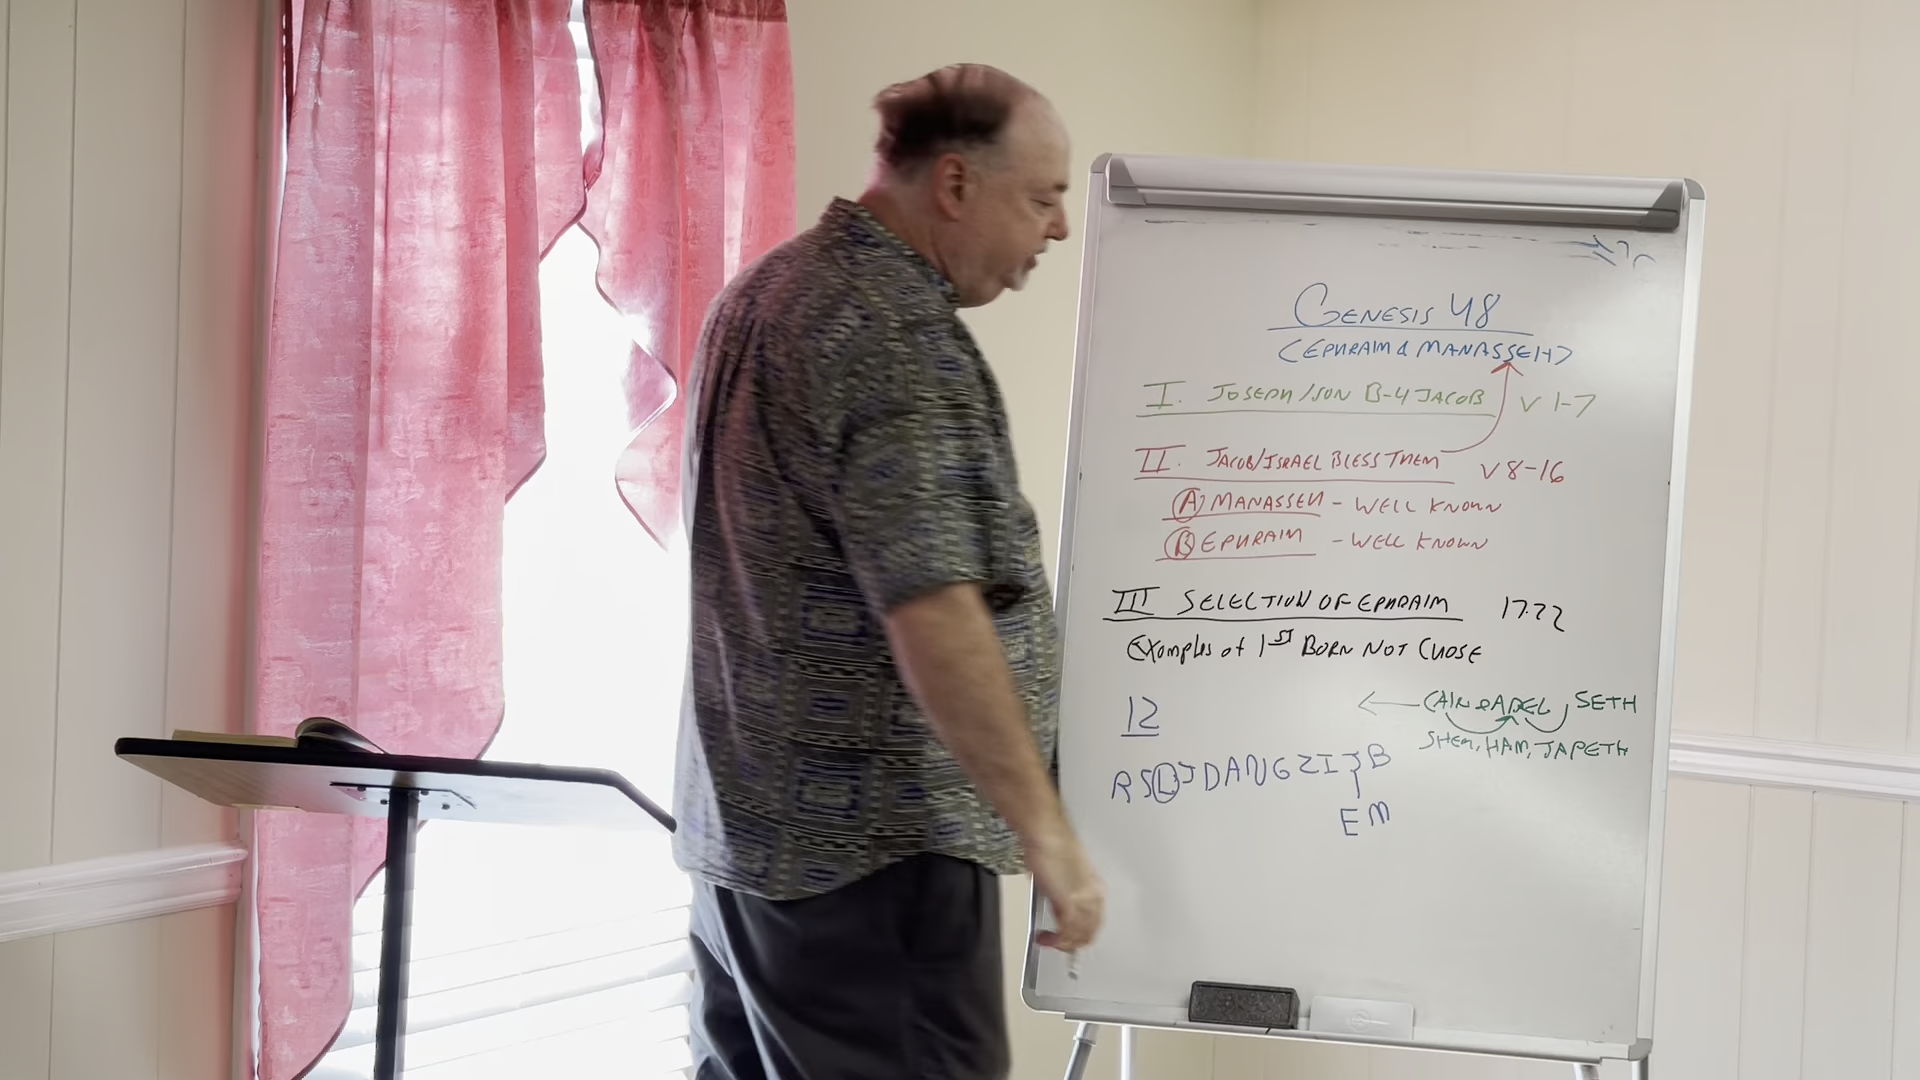 GENESIS 48
(EPHRAIM & MANASSEH)
I. JOSEPH/SON B-4 JACOB V 1-7
II. JACOB/ISRAEL BLESS THEM V 8-16
(A) MANASSEH - WELL KNOWN
(B) EPHRAIM - WELL KNOWN
III SELECTION OF EPHRAIM 17-22
Examples of 1ST BORN NOT CHOSE
12
← CAIN & ABEL, SETH
SHEM, HAM, JAPETH
R S L J D A N G Z I J B
E M